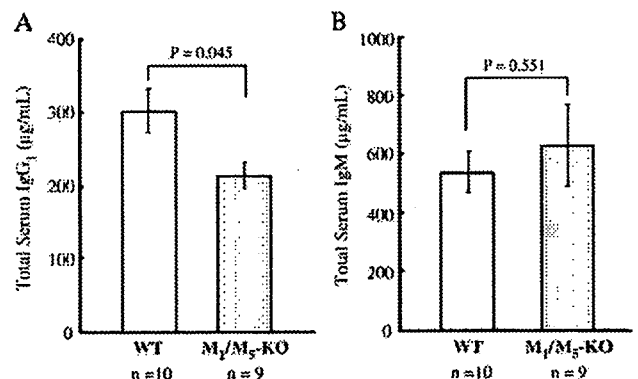 A
400
300
200
100
0
Total Serum IgG₁ (μg/mL)
P = 0.045
WT
M₁/M₅-KO
n =10
n = 9
B
1000
800
600
400
200
0
Total Serum IgM (μg/mL)
P = 0.551
WT
M₁/M₅-KO
n =10
n = 9